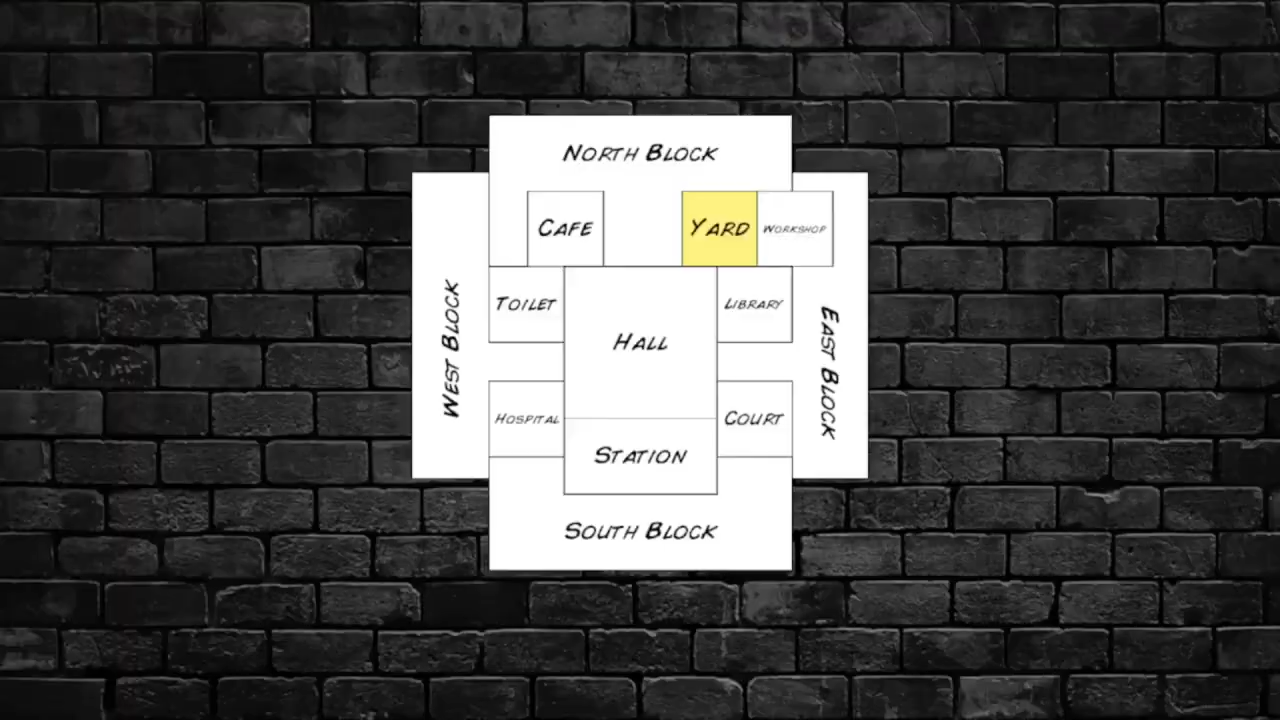 North Block
Cafe
Yard
Workshop
Toilet
Library
Hall
West Block
East Block
Hospital
Court
Station
South Block